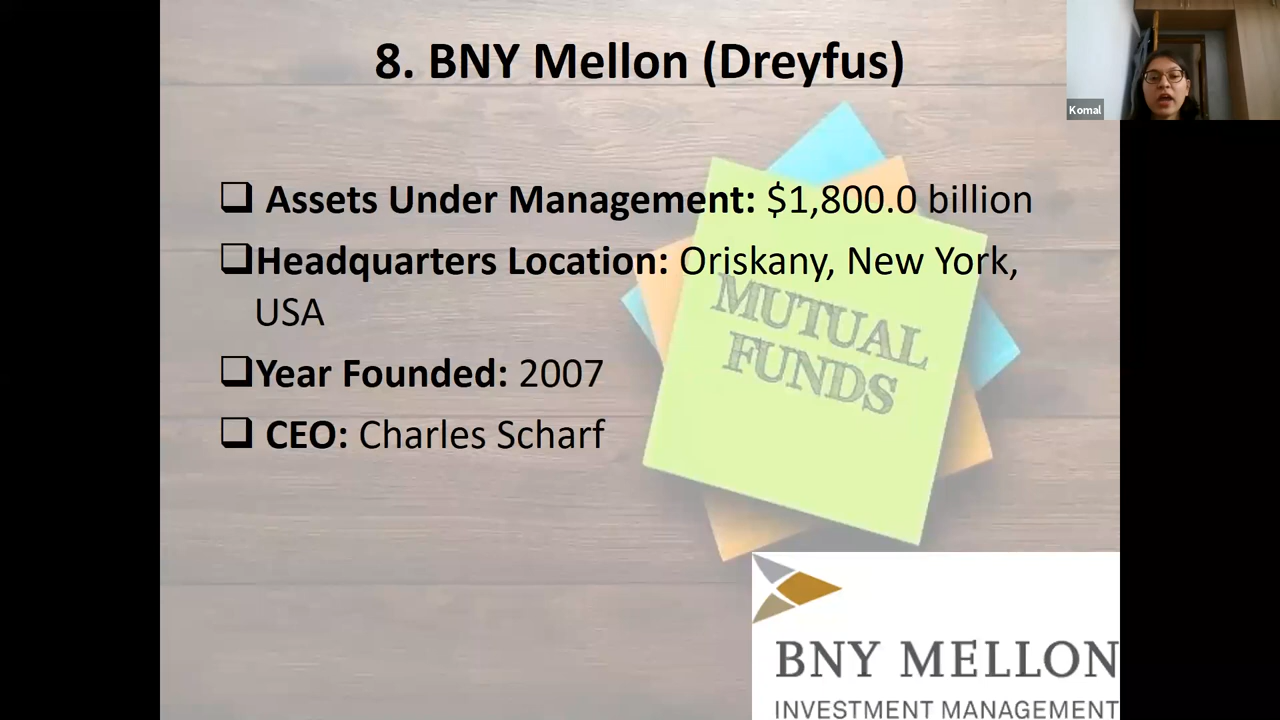 8. BNY Mellon (Dreyfus)
Komal
Assets Under Management: $1,800.0 billion
Headquarters Location: Oriskany, New York,
USA
MUTUAL
FUNDS
Year Founded: 2007
CEO: Charles Scharf
BNY MELLON
INVESTMENT MANAGEMENT